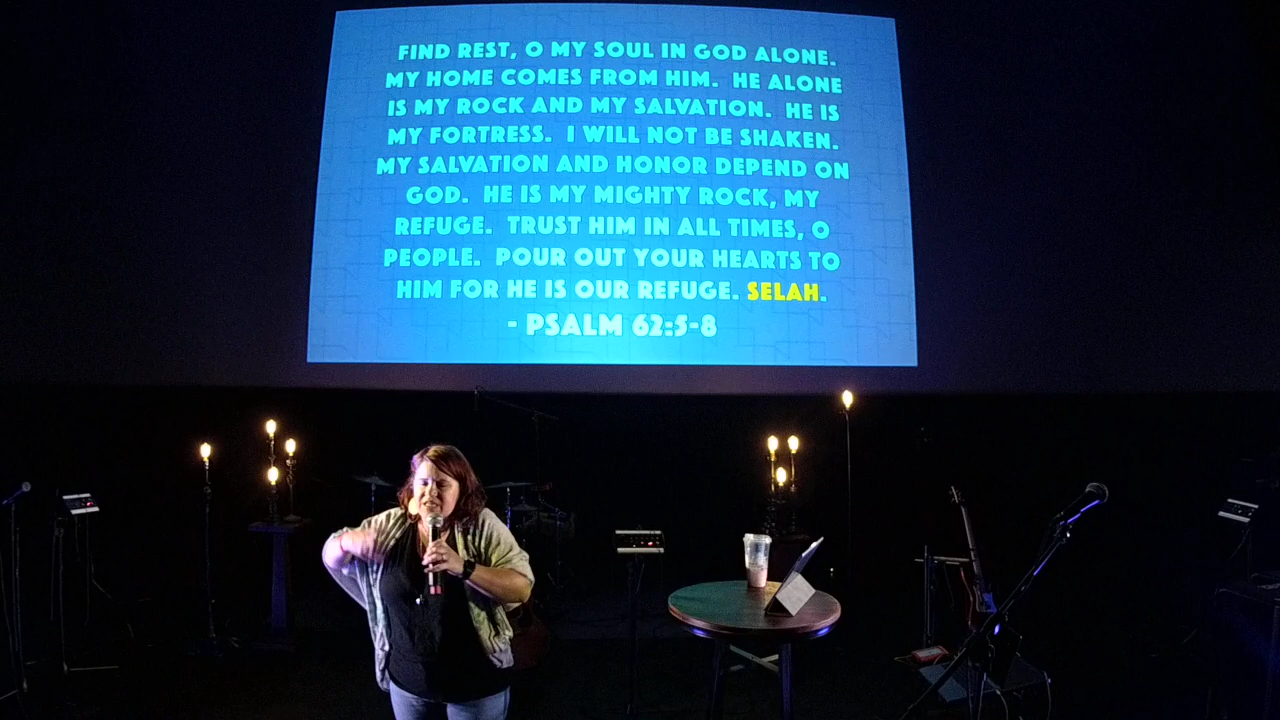 FIND REST, O MY SOUL IN GOD ALONE.
MY HOME COMES FROM HIM. HE ALONE
IS MY ROCK AND MY SALVATION. HE IS
MY FORTRESS. I WILL NOT BE SHAKEN.
MY SALVATION AND HONOR DEPEND ON
GOD. HE IS MY MIGHTY ROCK, MY
REFUGE. TRUST HIM IN ALL TIMES, O
PEOPLE. POUR OUT YOUR HEARTS TO
HIM FOR HE IS OUR REFUGE. SELAH.
- PSALM 62:5-8